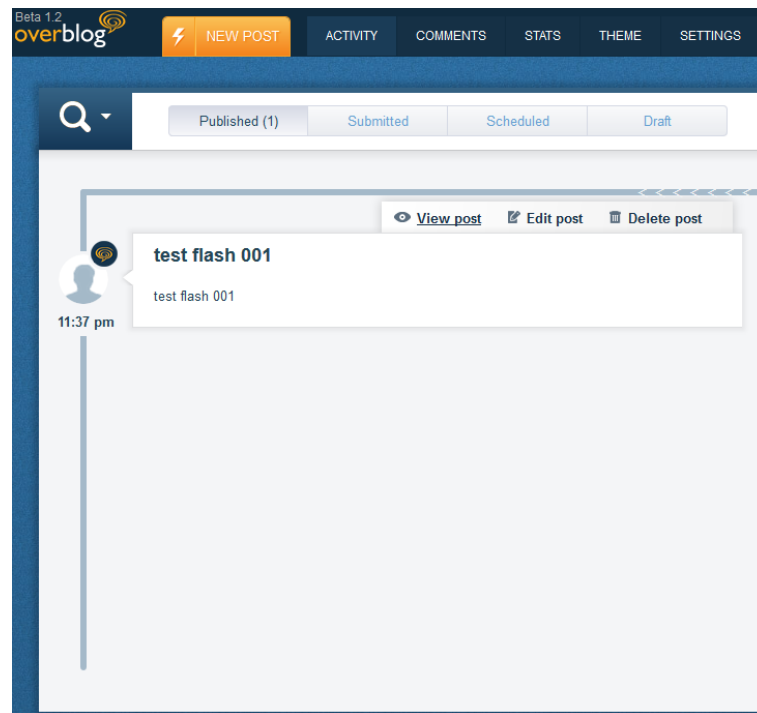 Beta 1.2
overblog
NEW POST ACTIVITY COMMENTS STATS THEME SETTINGS
Published (1) Submitted Scheduled Draft
View post Edit post Delete post
test flash 001
test flash 001
11:37 pm